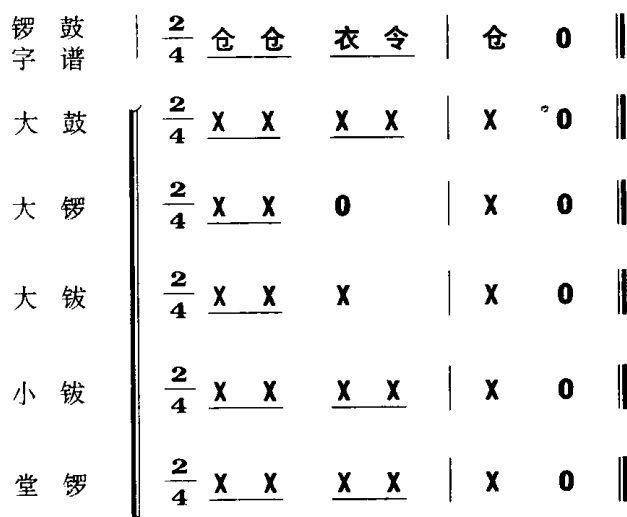 锣 鼓
字 谱 2/4 仓 仓 衣 令 | 仓 0
大 鼓 2/4 X X X X | X 0
大 锣 2/4 X X 0 | X 0
大 钹 2/4 X X X | X 0
小 钹 2/4 X X X X | X 0
堂 锣 2/4 X X X X | X 0